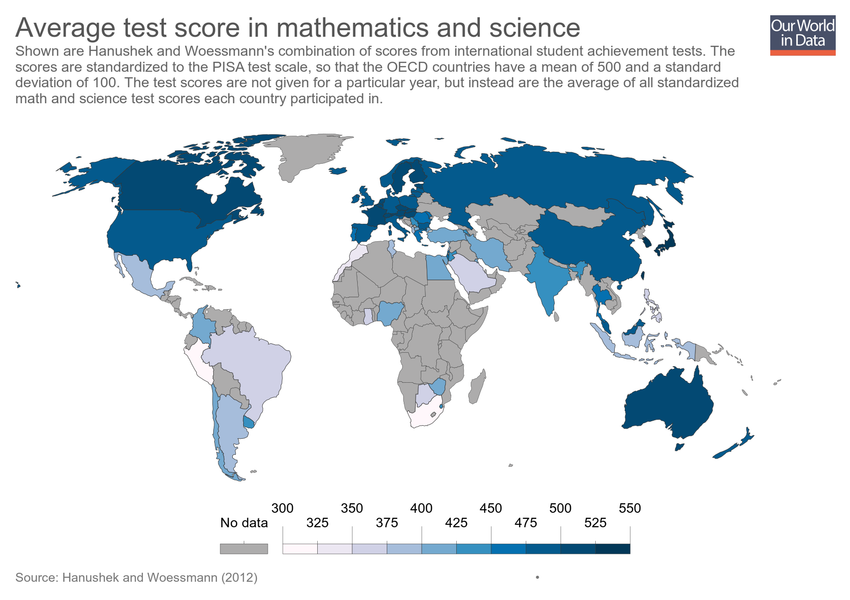 Average test score in mathematics and science
Our World
in Data
Shown are Hanushek and Woessmann's combination of scores from international student achievement tests. The
scores are standardized to the PISA test scale, so that the OECD countries have a mean of 500 and a standard
deviation of 100. The test scores are not given for a particular year, but instead are the average of all standardized
math and science test scores each country participated in.
300 350 400 450 500 550
No data 325 375 425 475 525
Source: Hanushek and Woessmann (2012)